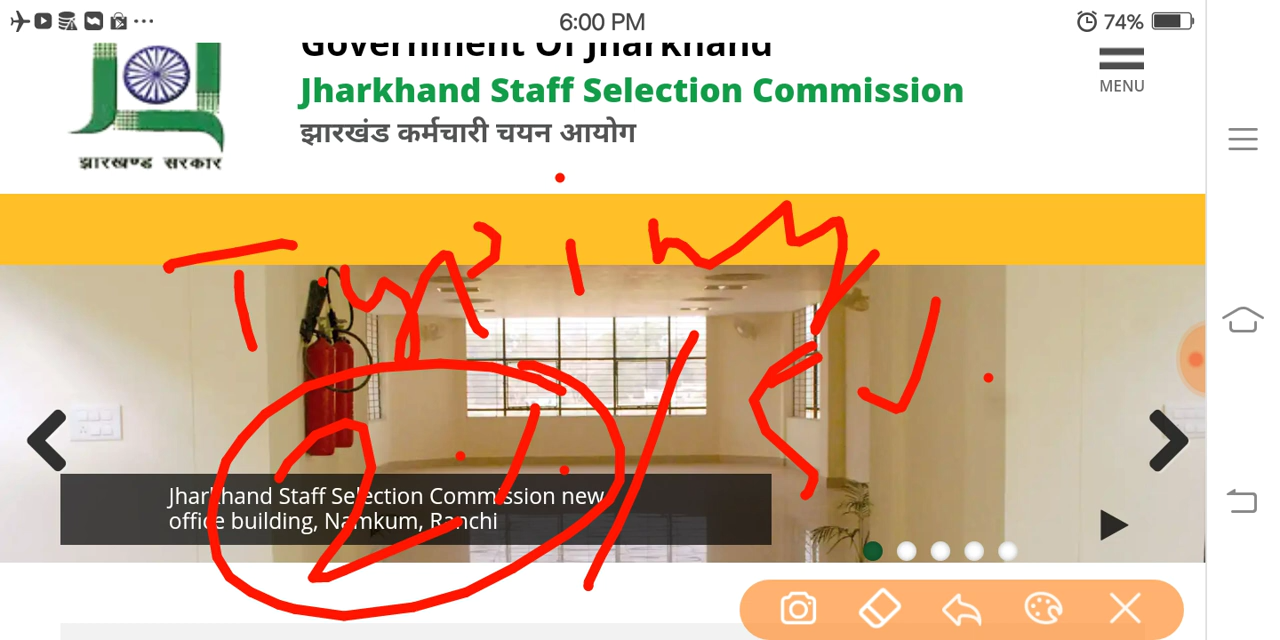 6:00 PM
74%
Government Of Jharkhand
Jharkhand Staff Selection Commission
झारखंड कर्मचारी चयन आयोग
झारखण्ड सरकार
MENU
Typing
Jharkhand Staff Selection Commission new
office building, Namkum, Ranchi